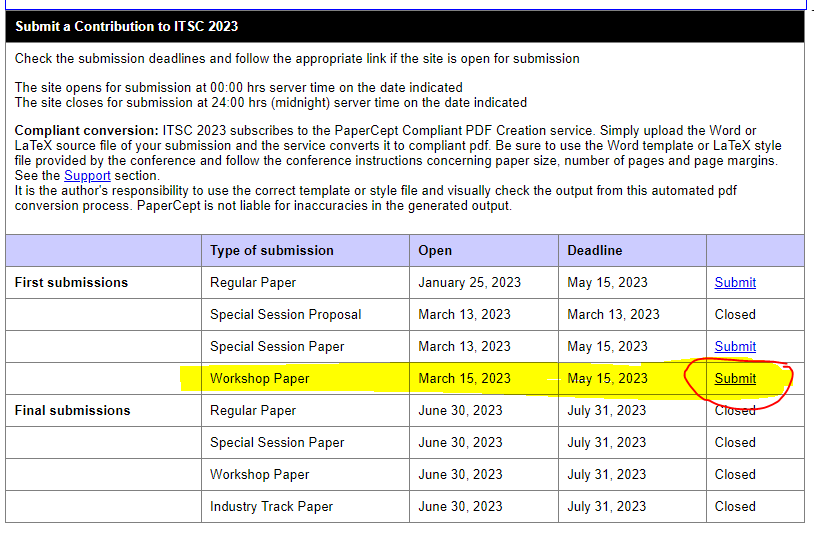 Submit a Contribution to ITSC 2023
Check the submission deadlines and follow the appropriate link if the site is open for submission
The site opens for submission at 00:00 hrs server time on the date indicated
The site closes for submission at 24:00 hrs (midnight) server time on the date indicated
Compliant conversion: ITSC 2023 subscribes to the PaperCept Compliant PDF Creation service. Simply upload the Word or
LaTeX source file of your submission and the service converts it to compliant pdf. Be sure to use the Word template or LaTeX style
file provided by the conference and follow the conference instructions concerning paper size, number of pages and page margins.
See the Support section.
It is the author's responsibility to use the correct template or style file and visually check the output from this automated pdf
conversion process. PaperCept is not liable for inaccuracies in the generated output.
Type of submission Open Deadline
First submissions Regular Paper January 25, 2023 May 15, 2023 Submit
Special Session Proposal March 13, 2023 March 13, 2023 Closed
Special Session Paper March 13, 2023 May 15, 2023 Submit
Workshop Paper March 15, 2023 May 15, 2023 Submit
Final submissions Regular Paper June 30, 2023 July 31, 2023 Closed
Special Session Paper June 30, 2023 July 31, 2023 Closed
Workshop Paper June 30, 2023 July 31, 2023 Closed
Industry Track Paper June 30, 2023 July 31, 2023 Closed